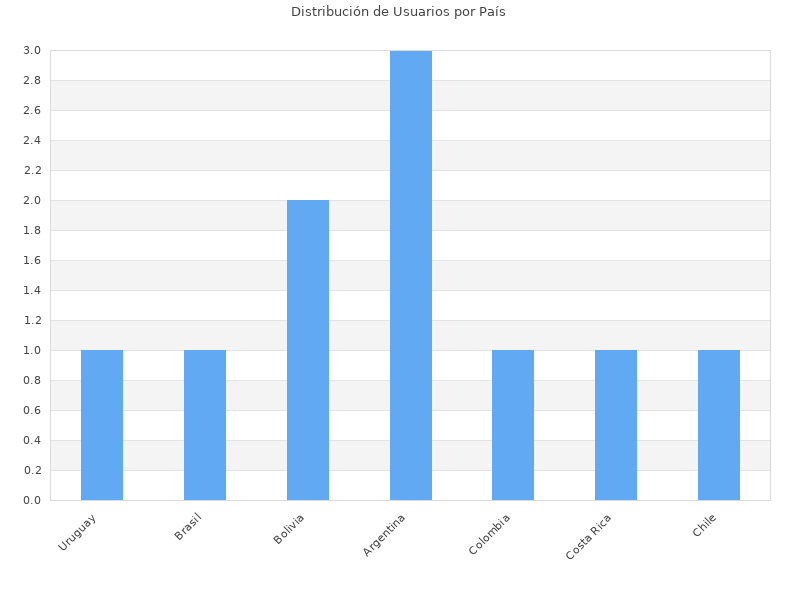 Distribución de Usuarios por País
3.0
2.8
2.6
2.4
2.2
2.0
1.8
1.6
1.4
1.2
1.0
0.8
0.6
0.4
0.2
0.0
Uruguay
Brasil
Bolivia
Argentina
Colombia
Costa Rica
Chile